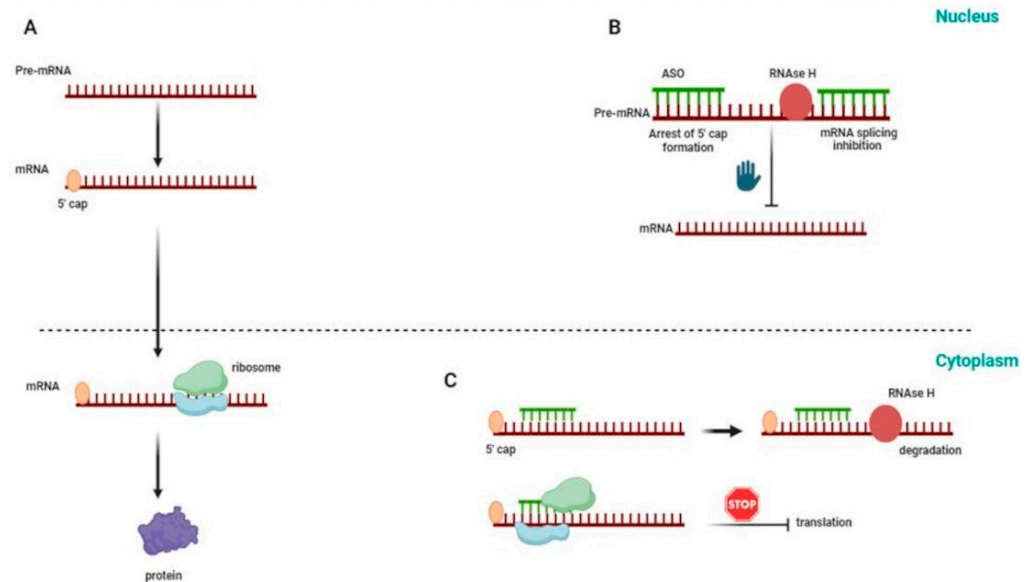 Nucleus
A
Pre-mRNA
mRNA
5' cap
mRNA
ribosome
protein
B
ASO
RNAse H
Pre-mRNA
Arrest of 5' cap
formation
mRNA splicing
inhibition
mRNA
Cytoplasm
C
5' cap
RNAse H
degradation
STOP
translation